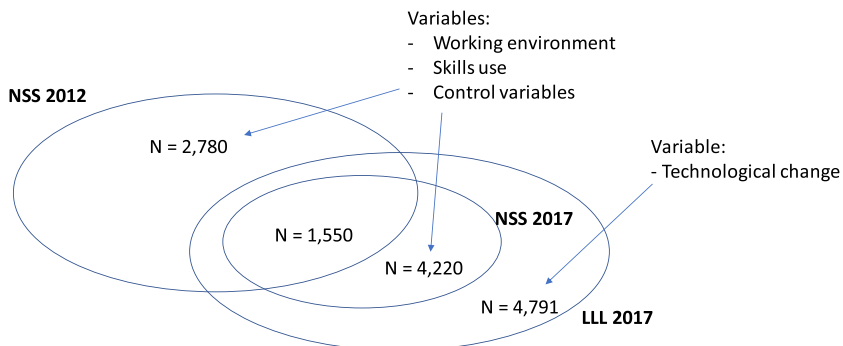 Variables:
- Working environment
- Skills use
- Control variables
NSS 2012
N = 2,780
Variable:
- Technological change
NSS 2017
N = 1,550
N = 4,220
N = 4,791
LLL 2017